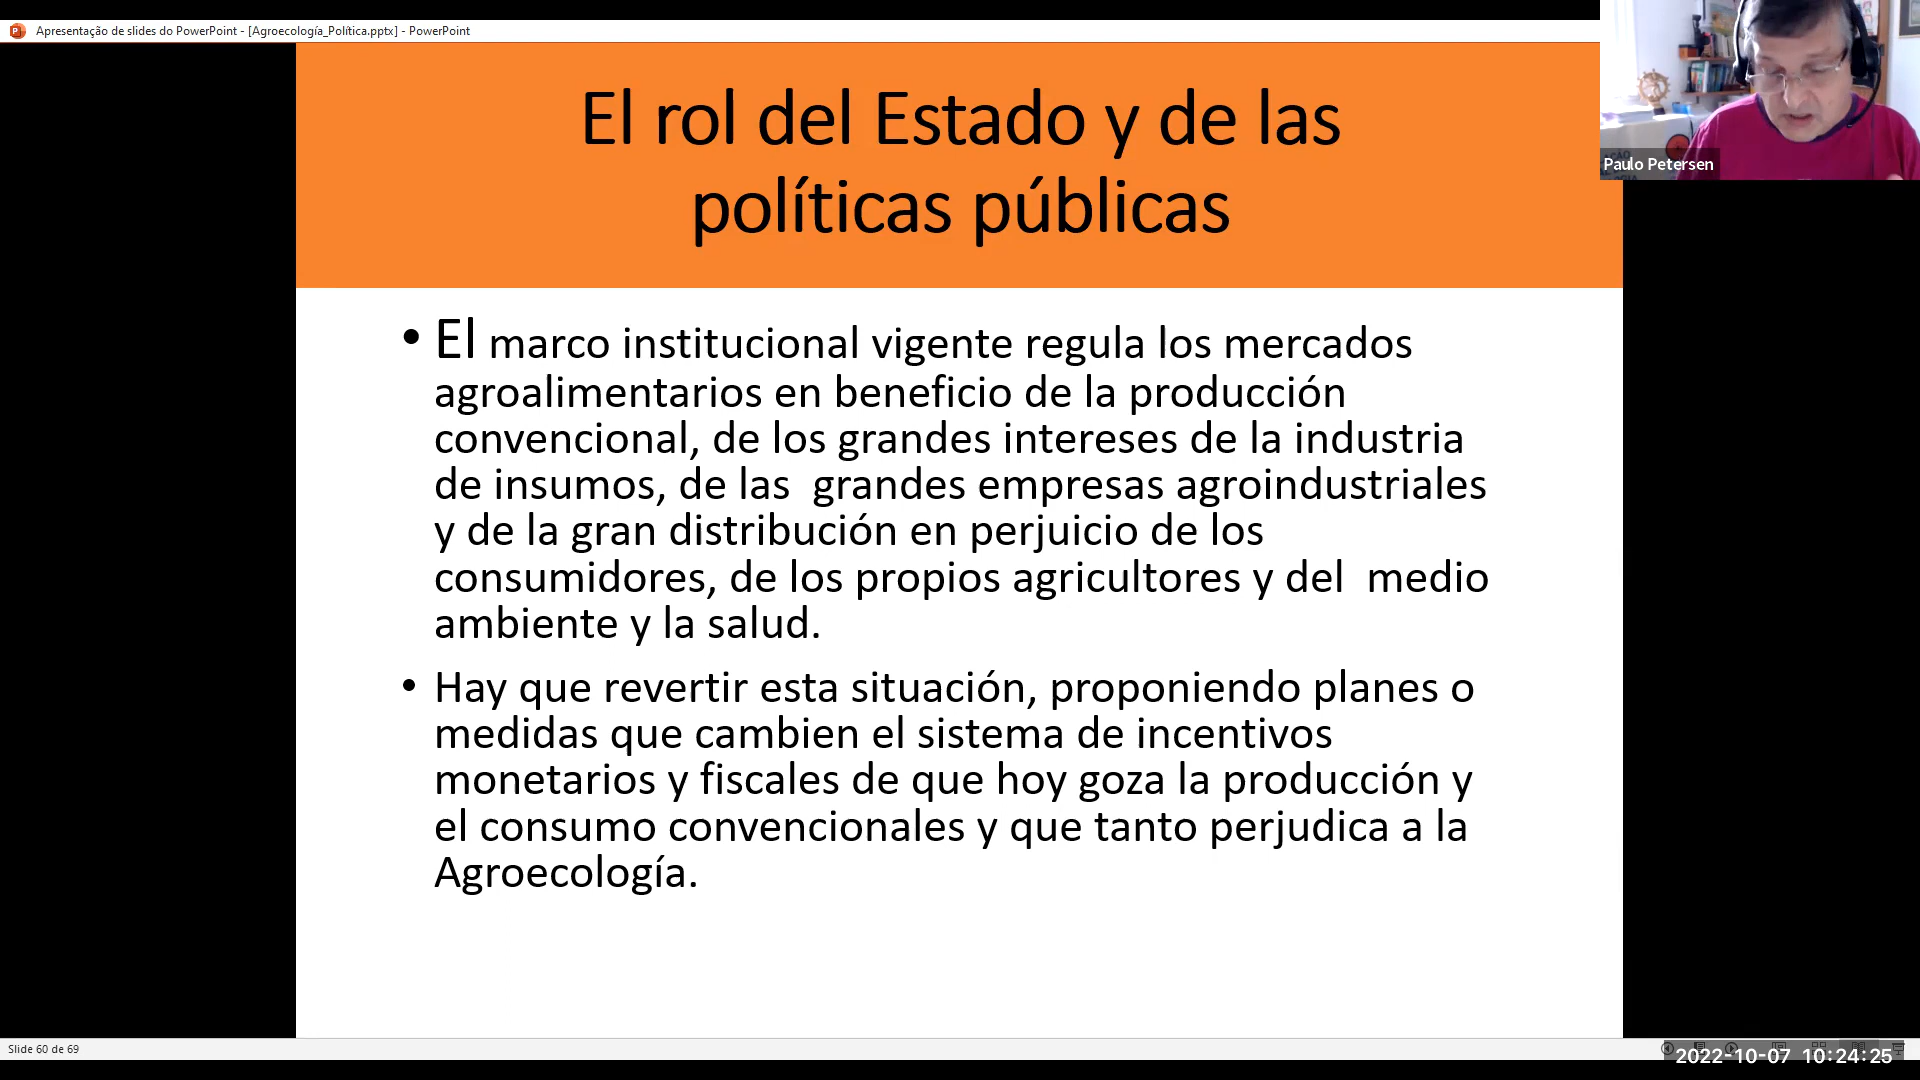 Apresentação de slides do PowerPoint - [Agroecología_Política.pptx] - PowerPoint
El rol del Estado y de las
políticas públicas
Paulo Petersen
• El marco institucional vigente regula los mercados
agroalimentarios en beneficio de la producción
convencional, de los grandes intereses de la industria
de insumos, de las  grandes empresas agroindustriales
y de la gran distribución en perjuicio de los
consumidores, de los propios agricultores y del  medio
ambiente y la salud.
• Hay que revertir esta situación, proponiendo planes o
medidas que cambien el sistema de incentivos
monetarios y fiscales de que hoy goza la producción y
el consumo convencionales y que tanto perjudica a la
Agroecología.
Slide 60 de 69
2022-10-07 10:24:25